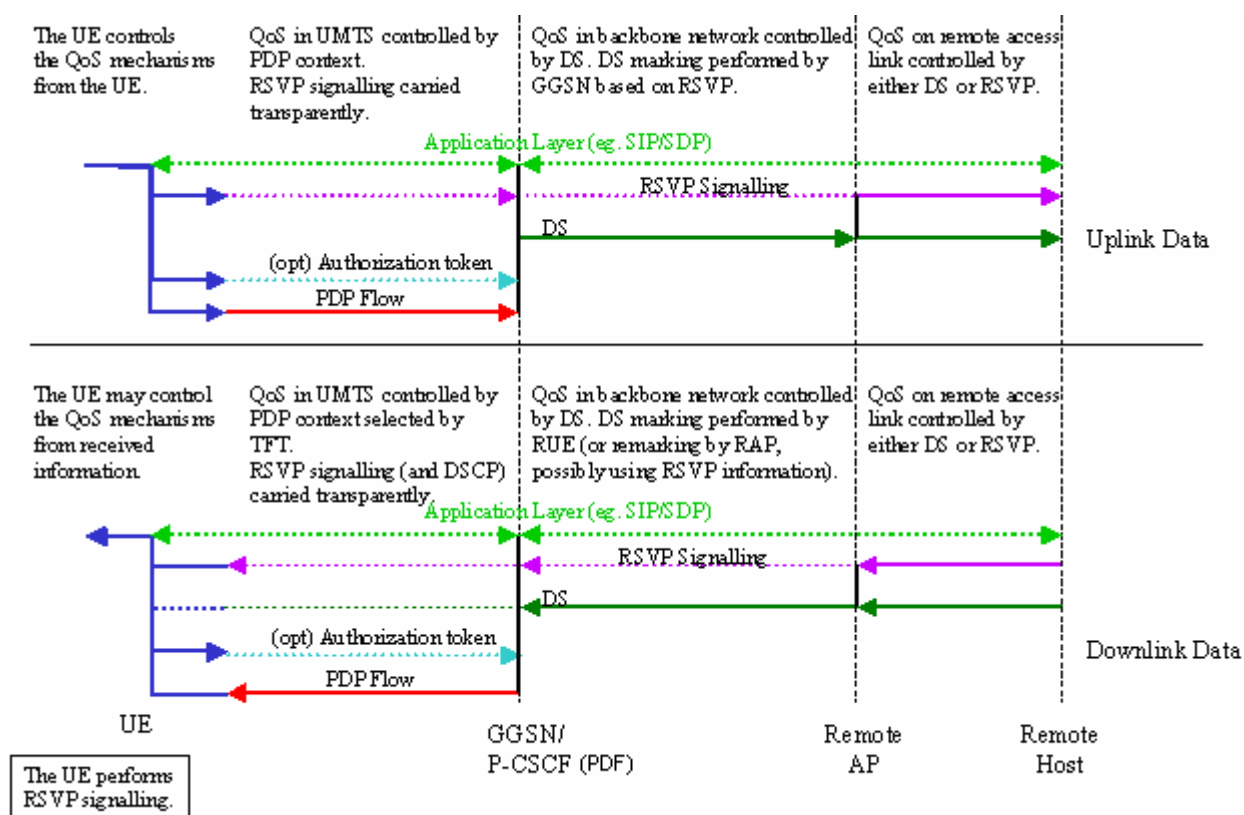 The UE controls
the QoS mechanisms
from the UE.
QoS in UMTS controlled by
PDP context.
RSVP signalling carried
transparently.
QoS in backbone network controlled
by DS. DS marking performed by
GGSN based on RSVP.
QoS on remote access
link controlled by
either DS or RSVP.
Application Layer (eg. SIP/SDP)
RSVP Signalling
DS
Uplink Data
(opt) Authorization token
PDP Flow
The UE may control
the QoS mechanisms
from received
information.
QoS in UMTS controlled by
PDP context selected by
TFT.
RSVP signalling (and DSCP)
carried transparently.
QoS in backbone network controlled
by DS. DS marking performed by
RUE (or remarking by RAP,
possibly using RSVP information).
QoS on remote access
link controlled by
either DS or RSVP.
Application Layer (eg. SIP/SDP)
RSVP Signalling
DS
(opt) Authorization token
Downlink Data
PDP Flow
UE
GGSN/
P-CSCF (PDF)
Remote
AP
Remote
Host
The UE performs
RSVP signalling.